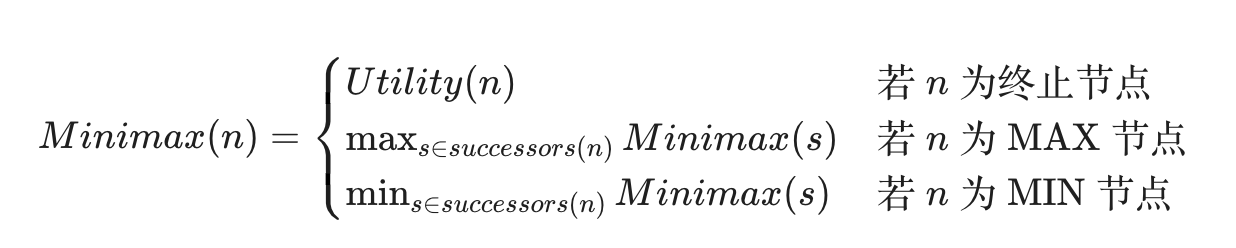 Minimax(n) = { Utility(n) 若 n 为终止节点
max_{s∈successors(n)} Minimax(s) 若 n 为 MAX 节点
min_{s∈successors(n)} Minimax(s) 若 n 为 MIN 节点